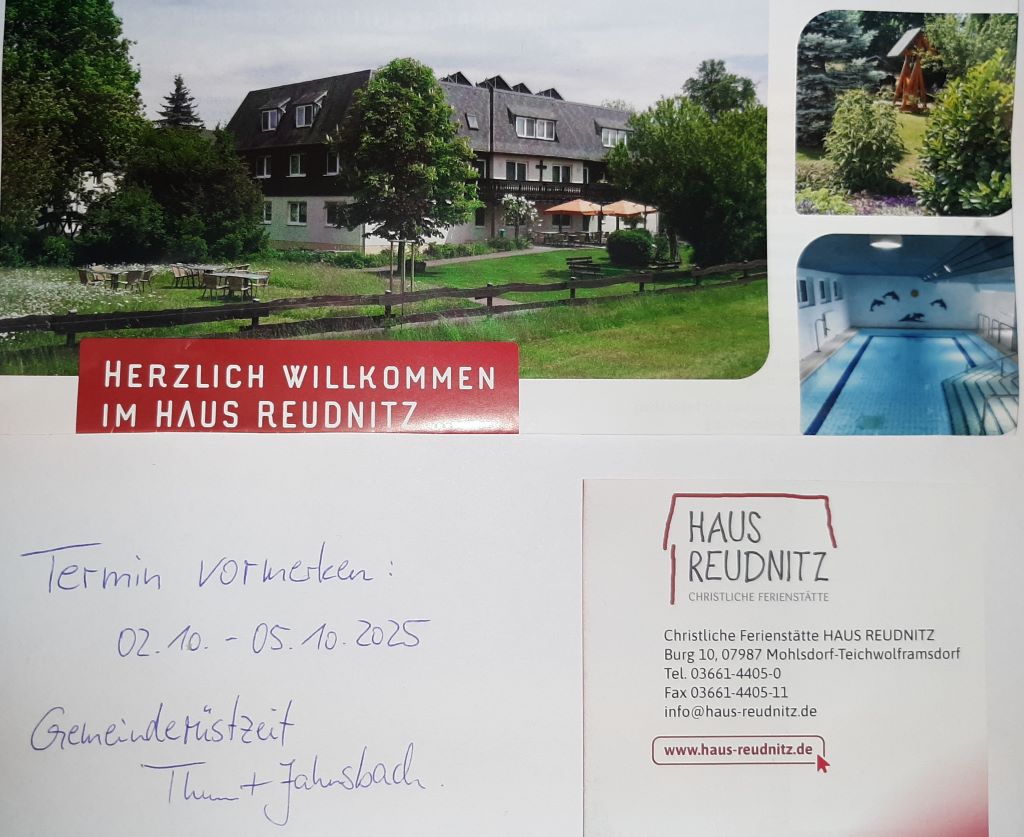 HERZLICH WILLKOMMEN
IM HAUS REUDNITZ
Termin vormerken:
02.10. - 05.10.2025
Gemeinderüstzeit
Thum + Jahnsbach.
HAUS
REUDNITZ
CHRISTLICHE FERIENSTÄTTE
Christliche Ferienstätte HAUS REUDNITZ
Burg 10, 07987 Mohlsdorf-Teichwolframsdorf
Tel. 03661-4405-0
Fax 03661-4405-11
info@haus-reudnitz.de
www.haus-reudnitz.de